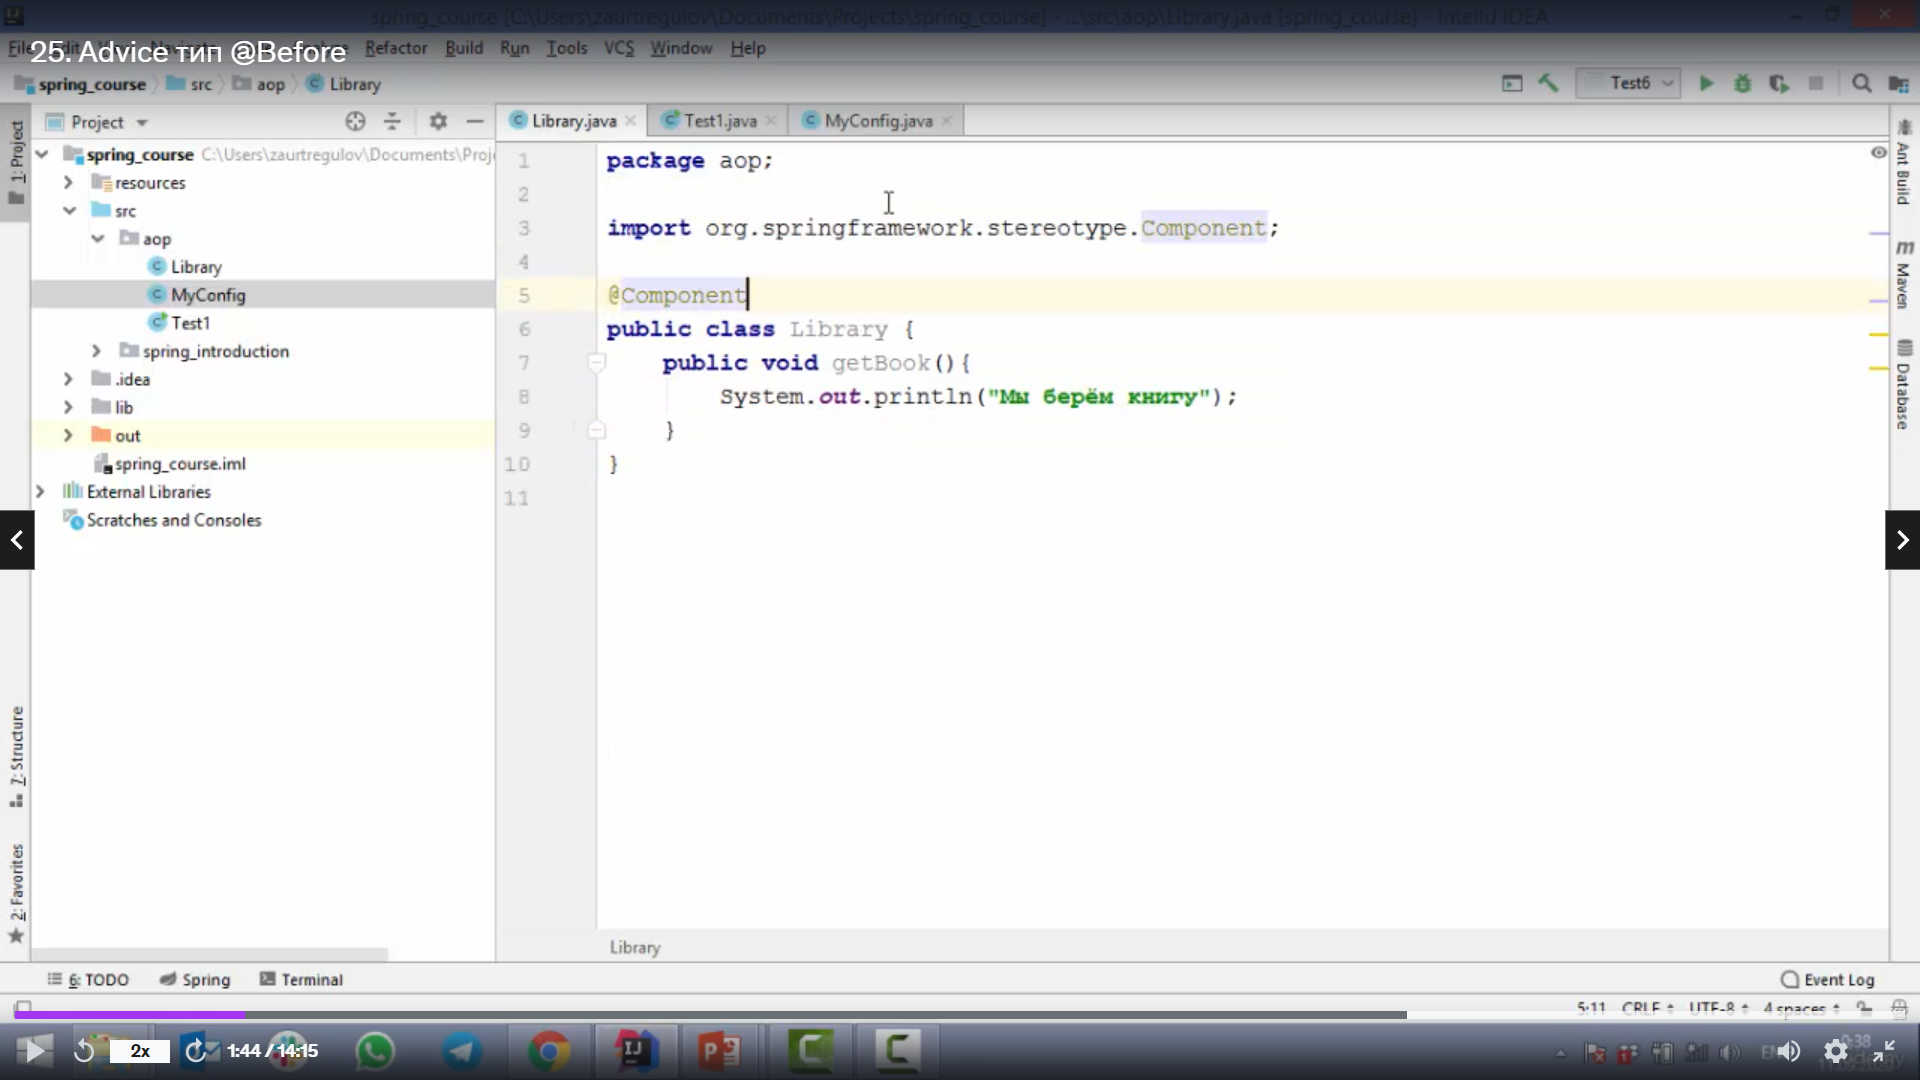 spring_course [C:\Users\zaurtregulov\Documents\Projects\spring_course] - ...\src\aop\Library.java [spring_course] - IntelliJ IDEA
25. Advice тип @Before
File Refactor Build Run Tools VCS Window Help
spring_course src aop Library
Test6
Project
Library.java Test1.java MyConfig.java
1: Project
spring_course C:\Users\zaurtregulov\Documents\Proj
resources
src
aop
Library
MyConfig
Test1
spring_introduction
.idea
lib
out
spring_course.iml
External Libraries
Scratches and Consoles
1 package aop;
2
3 import org.springframework.stereotype.Component;
4
5 @Component
6 public class Library {
7 public void getBook(){
8 System.out.println("Мы берём книгу");
9 }
10 }
11
Ant Build
m Maven
Database
7: Structure
2: Favorites
Library
6: TODO Spring Terminal
Event Log
5:11 CRLF UTF-8 4 spaces
2x 1:44 / 14:15